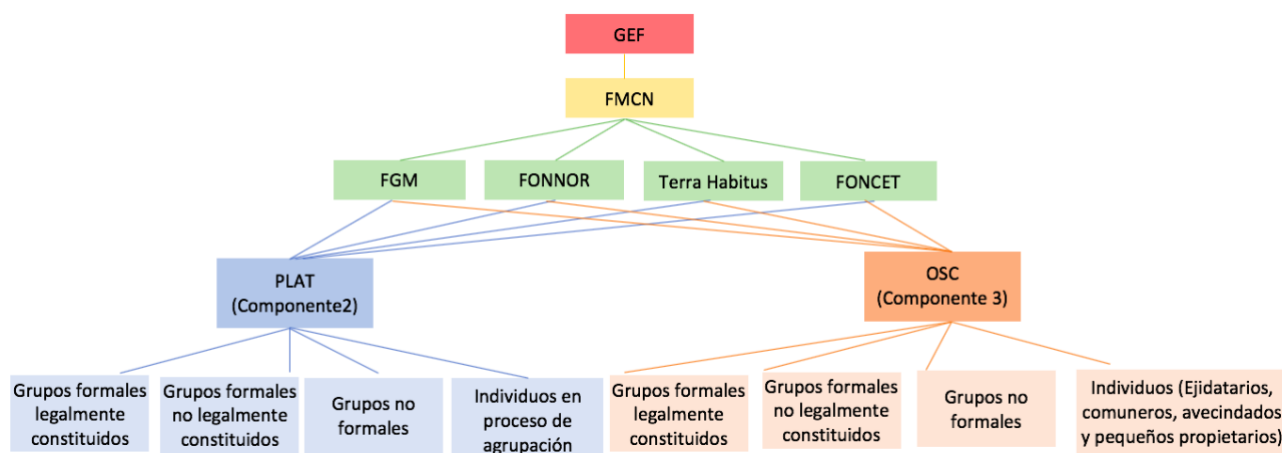 GEF
FMCN
FGM
FONNOR
Terra Habitus
FONCET
PLAT
(Componente2)
OSC
(Componente 3)
Grupos formales
legalmente
constituidos
Grupos formales
no legalmente
constituidos
Grupos no
formales
Individuos en
proceso de
agrupación
Grupos formales
legalmente
constituidos
Grupos formales
no legalmente
constituidos
Grupos no
formales
Individuos (Ejidatarios,
comuneros, avecindados
y pequeños propietarios)